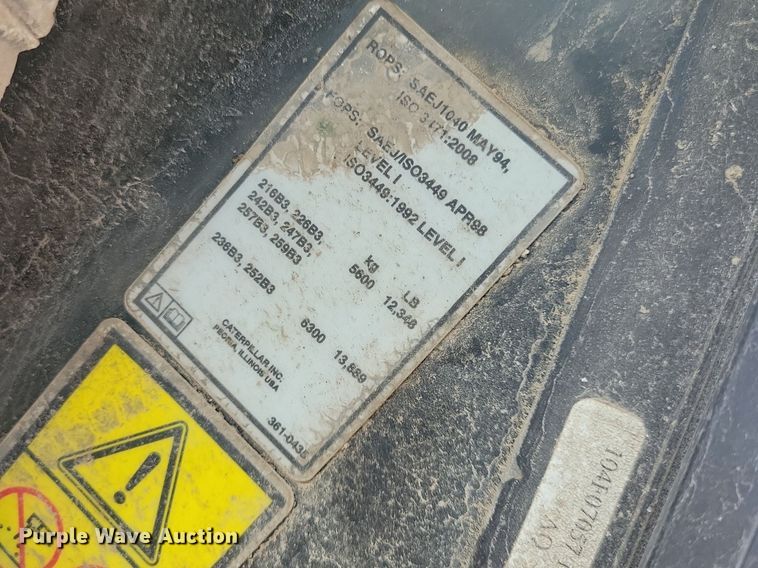 ROPS: SAEJ1040 MAY94,
ISO 3471:2008
FOPS: SAEJ/ISO3449 APR98
LEVEL I
ISO3449:1992 LEVEL I
kg LB
216B3, 226B3,
242B3, 247B3,
257B3, 259B3 5600 12,348
236B3, 252B3 6300 13,889
CATERPILLAR INC.
PEORIA, ILLINOIS, USA
361-043
AO
Purple Wave Auction